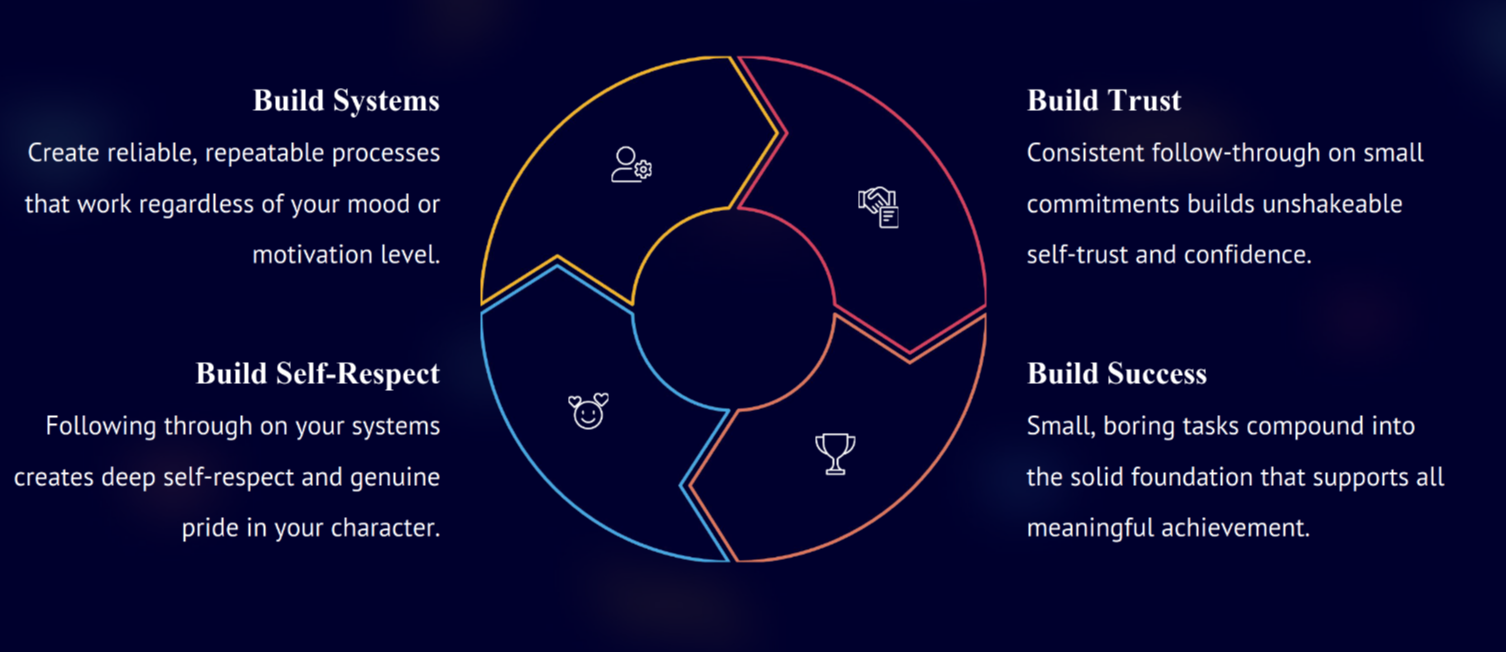 Build Systems
Create reliable, repeatable processes
that work regardless of your mood or
motivation level.
Build Trust
Consistent follow-through on small
commitments builds unshakeable
self-trust and confidence.
Build Self-Respect
Following through on your systems
creates deep self-respect and genuine
pride in your character.
Build Success
Small, boring tasks compound into
the solid foundation that supports all
meaningful achievement.